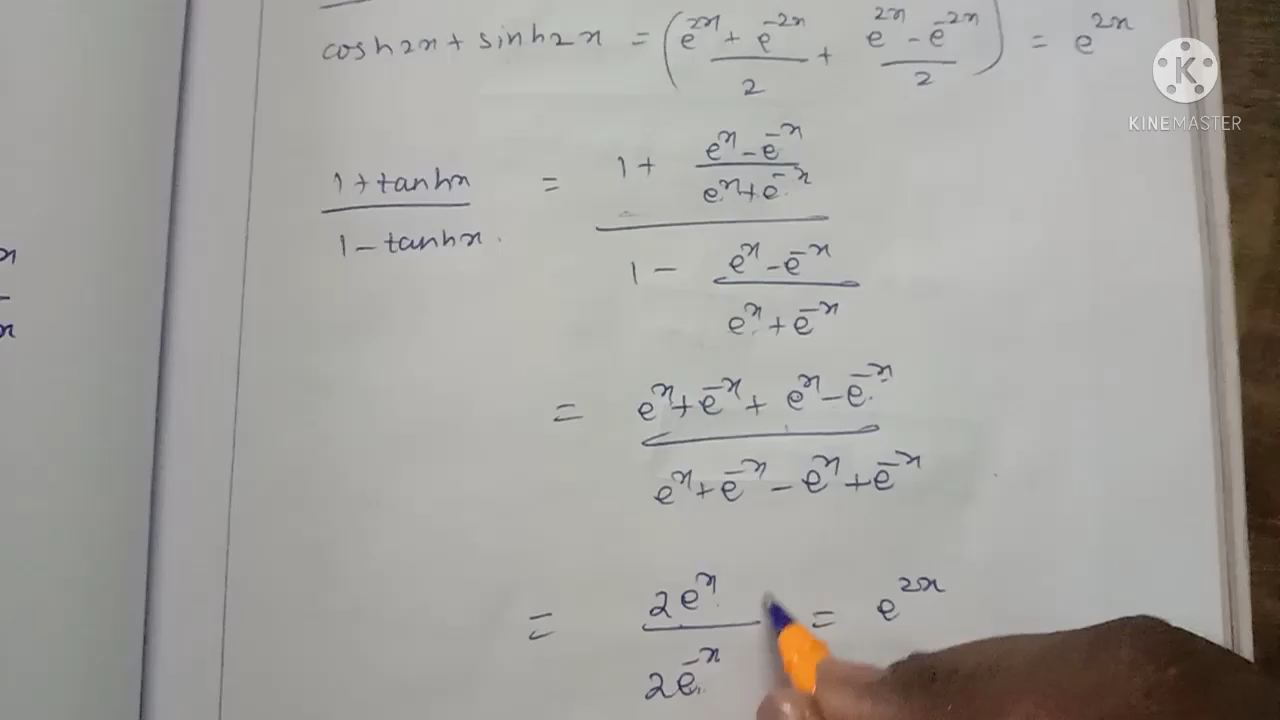 cosh2x + sinh2x = (e^2x + e^-2x / 2 + e^2x - e^-2x / 2) = e^2x
K
KINEMASTER
1 + tanhx / 1 - tanhx. = 1 + e^x - e^-x / e^x + e^-x / 1 - e^x - e^-x / e^x + e^-x
x
x
= e^x + e^-x + e^x - e^-x / e^x + e^-x - e^x + e^-x
= 2e^x / 2e^-x = e^2x